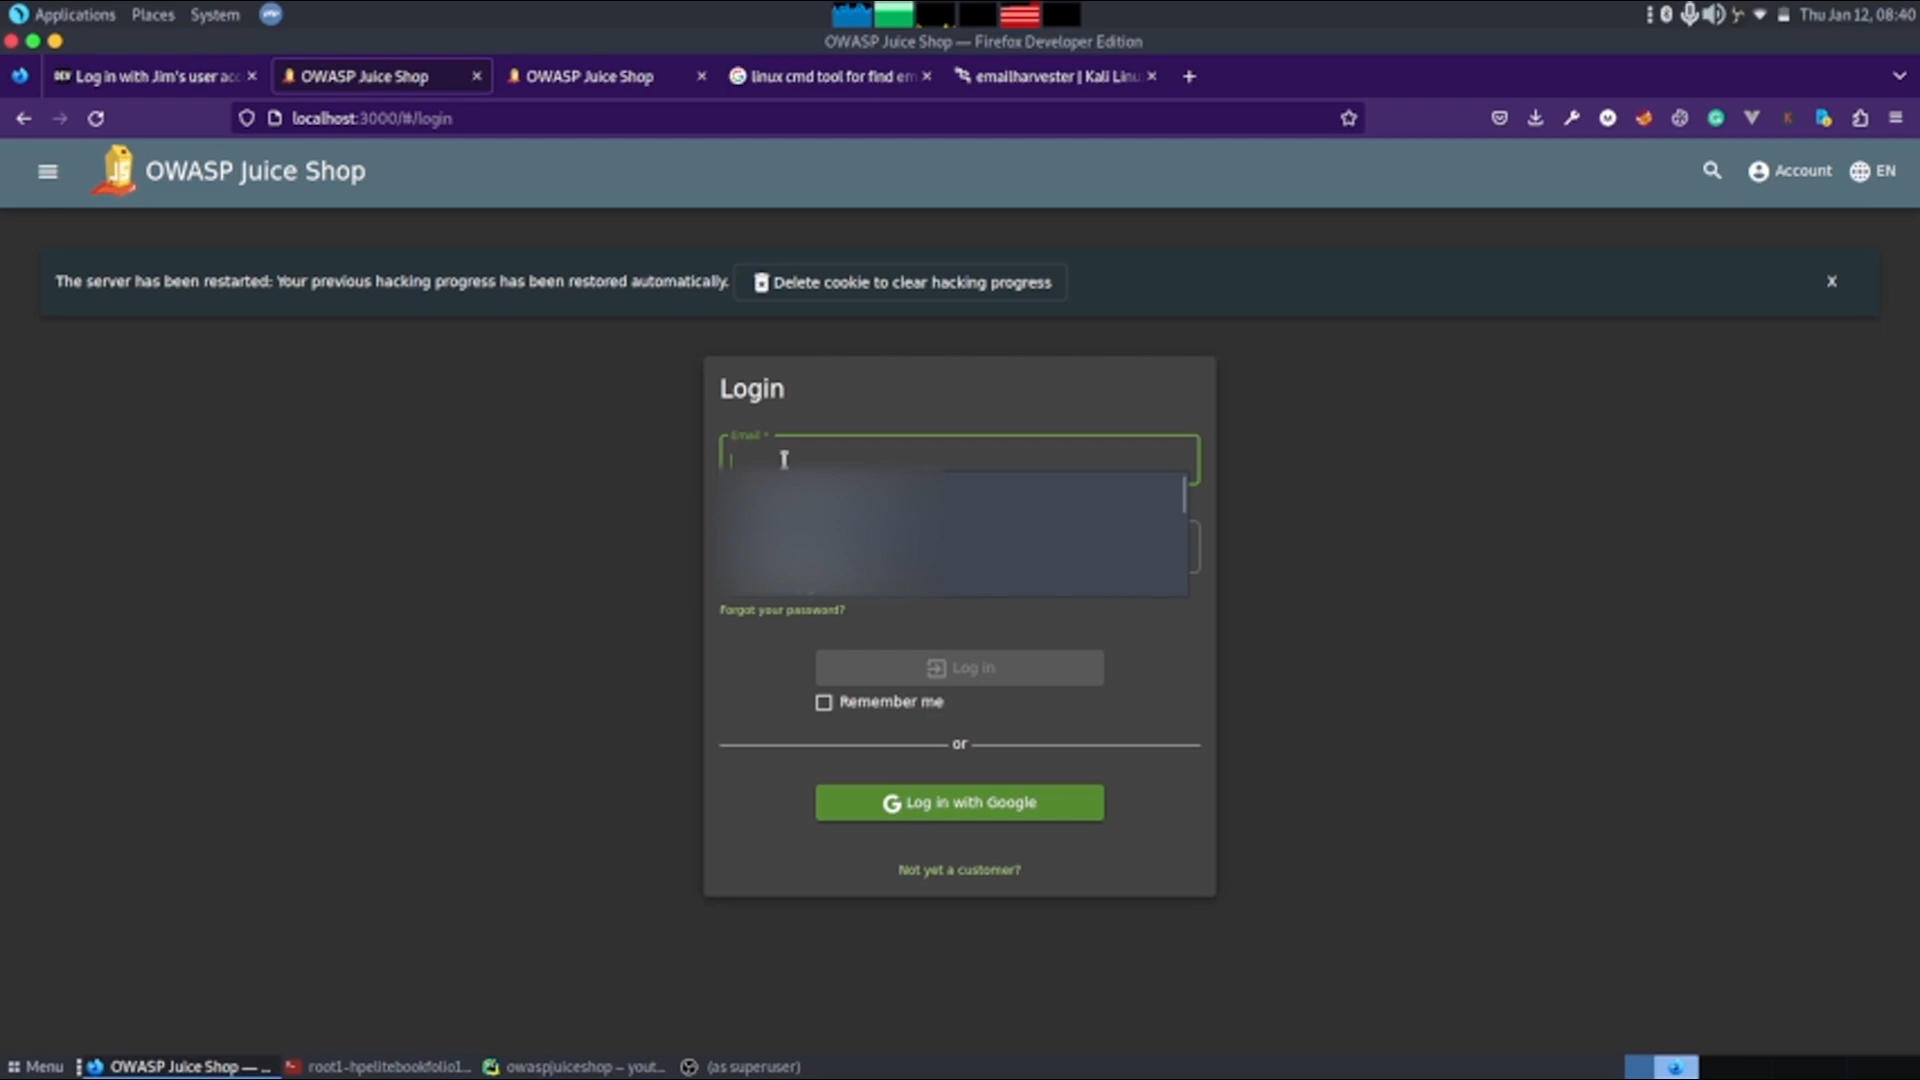 Applications Places System
Thu Jan 12, 08:40
OWASP Juice Shop — Firefox Developer Edition
DEV Log in with Jim's user acc
OWASP Juice Shop
OWASP Juice Shop
linux cmd tool for find em
emailharvester | Kali Linu
localhost:3000/#/login
OWASP Juice Shop
Account
EN
The server has been restarted: Your previous hacking progress has been restored automatically.
Delete cookie to clear hacking progress
X
Login
Email *
Forgot your password?
Log in
Remember me
or
Log in with Google
Not yet a customer?
Menu
OWASP Juice Shop — ...
root1-hpelitebookfolio1...
owaspjuiceshop – yout...
(as superuser)